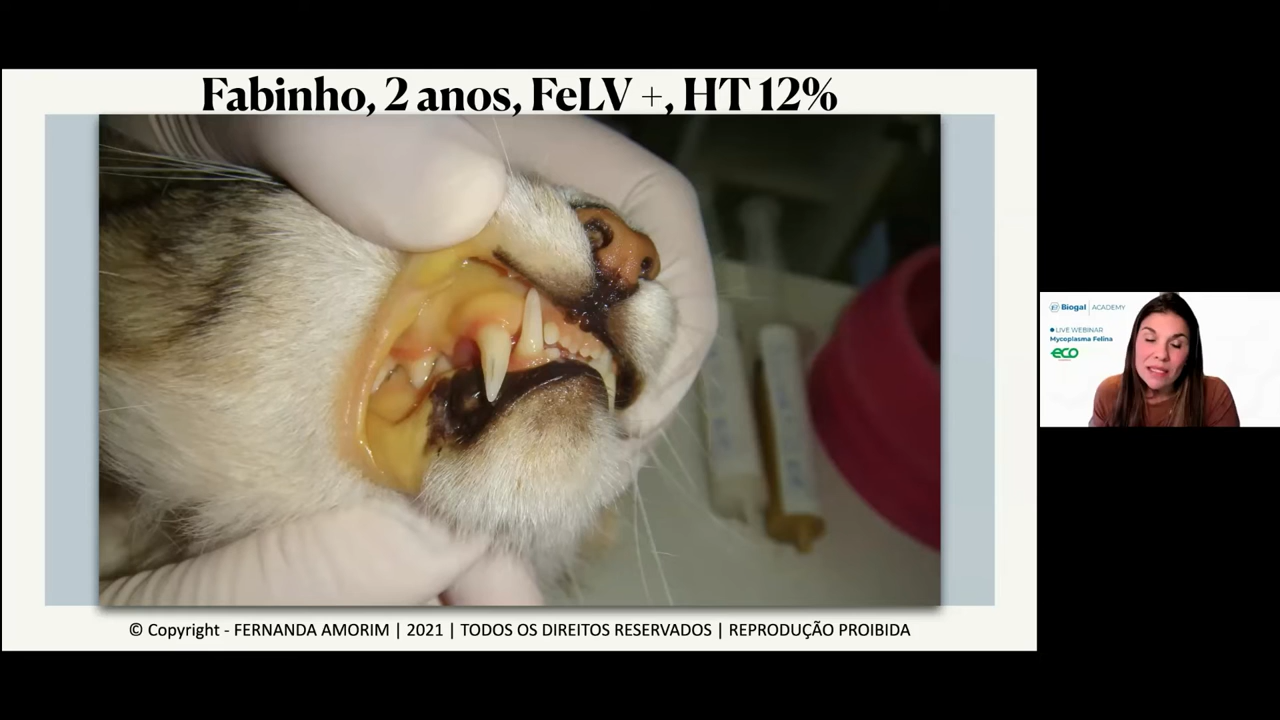 Fabinho, 2 anos, FeLV +, HT 12%
Biogal ACADEMY
LIVE WEBINAR
Mycoplasma Felina
eco
© Copyright - FERNANDA AMORIM | 2021 | TODOS OS DIREITOS RESERVADOS | REPRODUÇÃO PROIBIDA